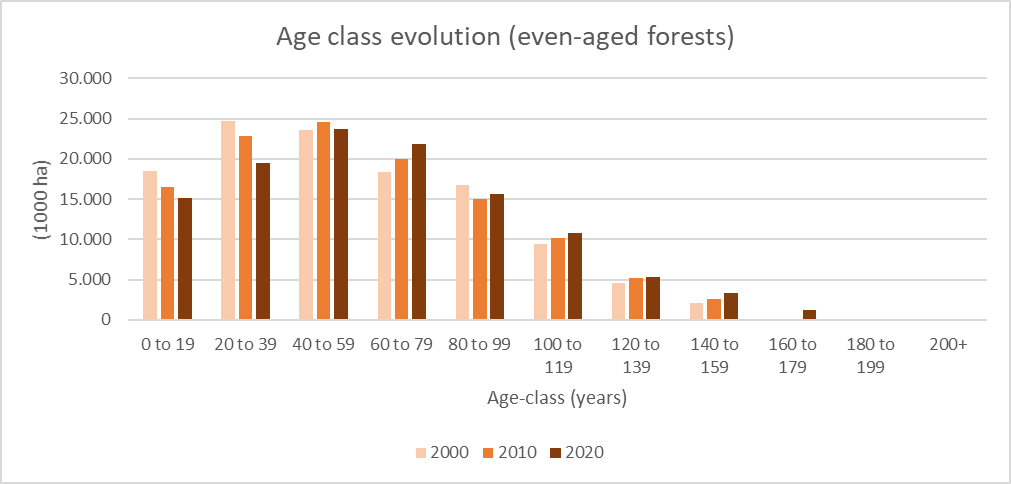 Age class evolution (even-aged forests)
30.000
25.000
20.000
15.000
10.000
5.000
0
(1000 ha)
0 to 19
20 to 39
40 to 59
60 to 79
80 to 99
100 to
119
120 to
139
140 to
159
160 to
179
180 to
199
200+
Age-class (years)
2000
2010
2020